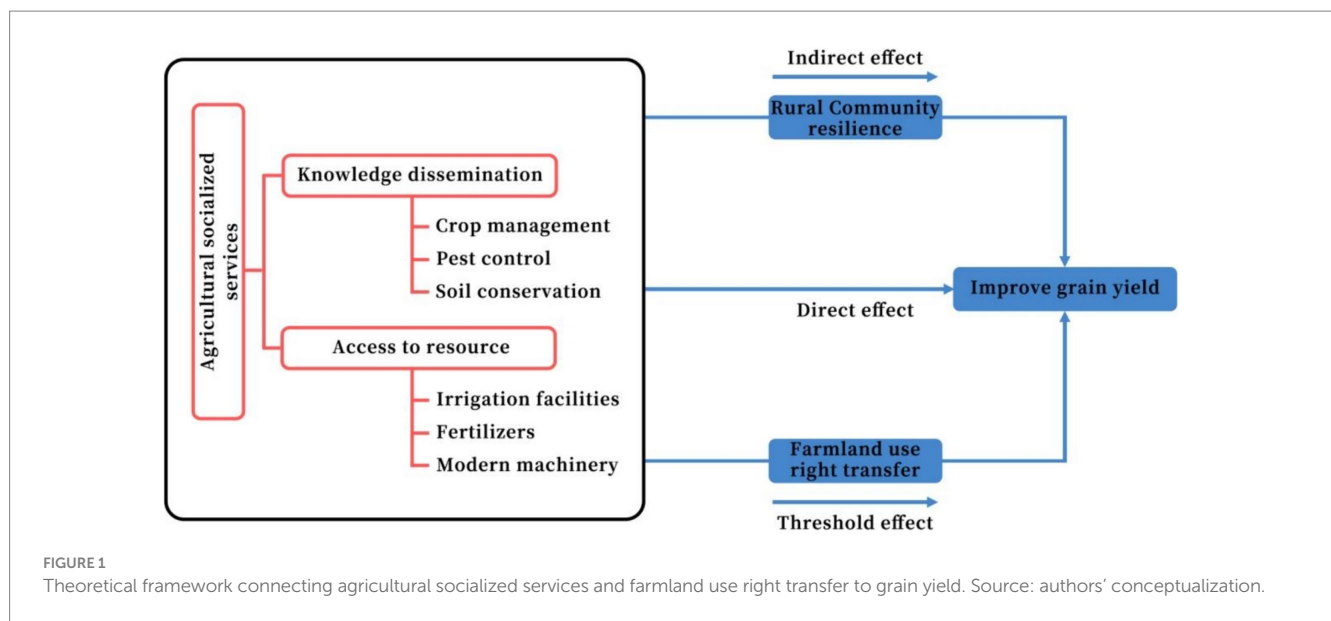 Agricultural socialized
services
Knowledge dissemination
Crop management
Pest control
Soil conservation
Access to resource
Irrigation facilities
Fertilizers
Modern machinery
Indirect effect
Rural Community
resilience
Direct effect
Improve grain yield
Farmland use
right transfer
Threshold effect
FIGURE 1
Theoretical framework connecting agricultural socialized services and farmland use right transfer to grain yield. Source: authors’ conceptualization.